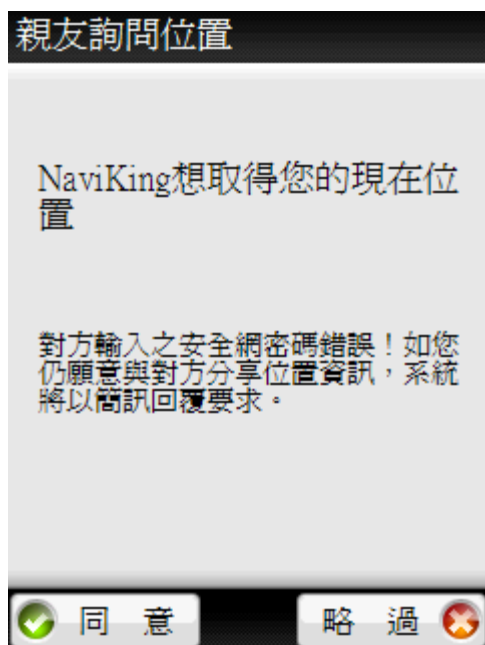 親友詢問位置
NaviKing想取得您的現在位
置
對方輸入之安全網密碼錯誤！如您
仍願意與對方分享位置資訊，系統
將以簡訊回覆要求。
同 意
略 過